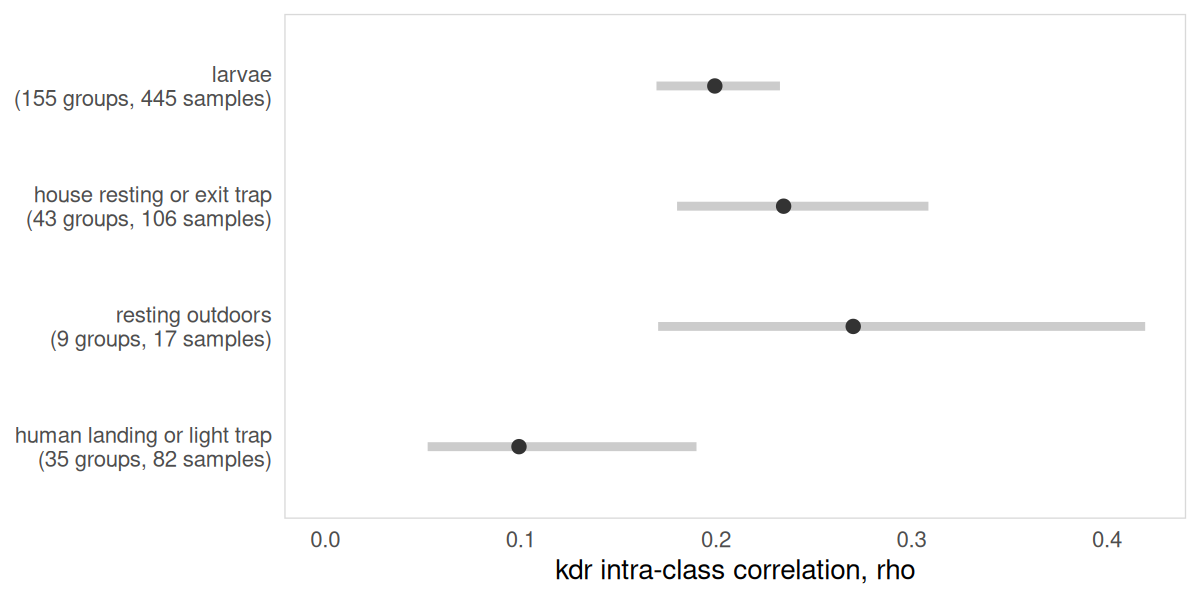 larvae
(155 groups, 445 samples)
house resting or exit trap
(43 groups, 106 samples)
resting outdoors
(9 groups, 17 samples)
human landing or light trap
(35 groups, 82 samples)
0.0 0.1 0.2 0.3 0.4
kdr intra-class correlation, rho